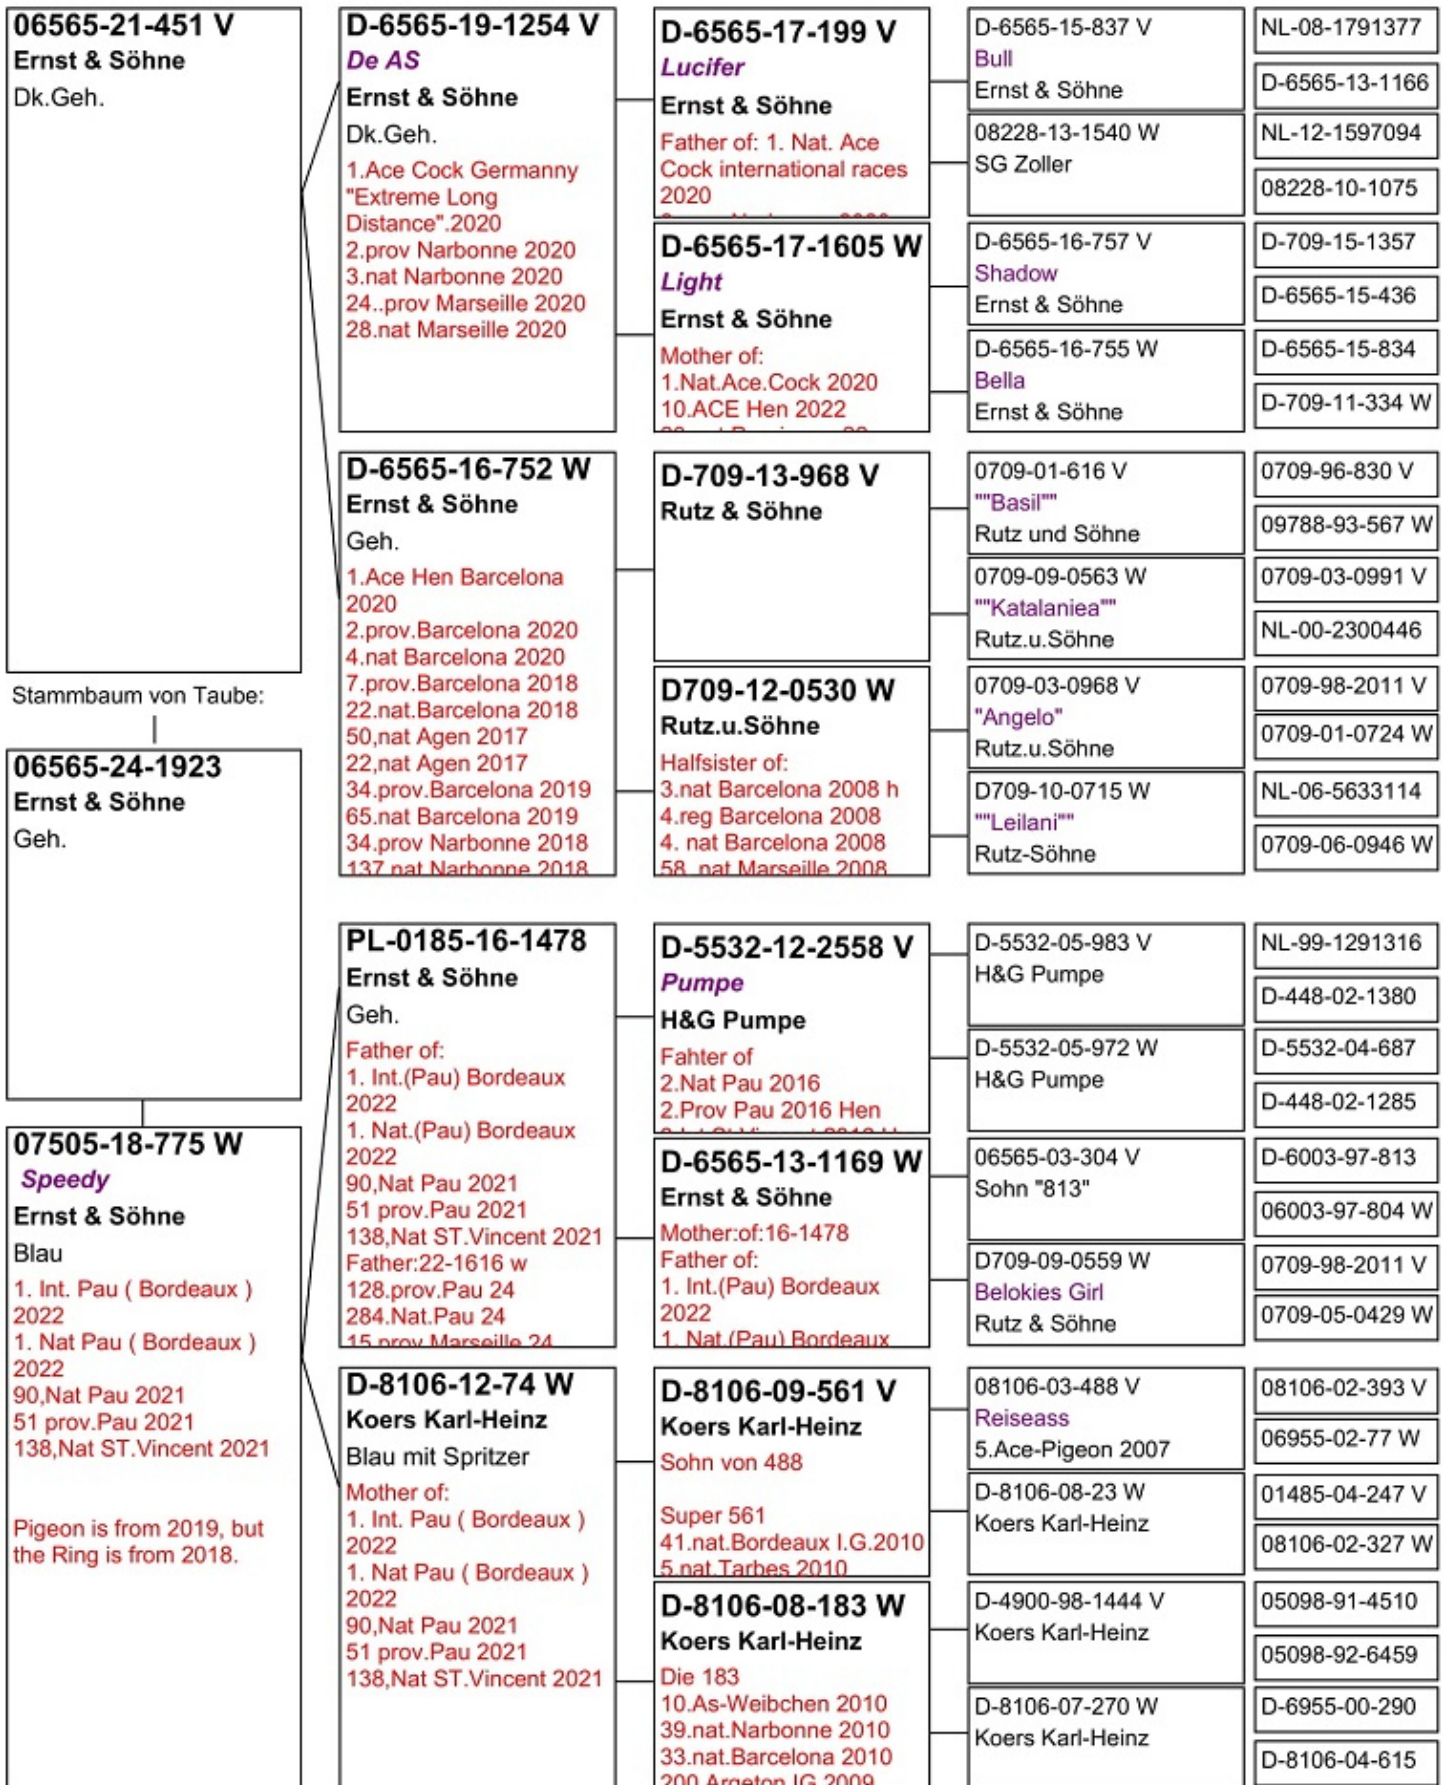 06565-21-451 V
Ernst & Söhne
Dk.Geh.
Stammbaum von Taube:
06565-24-1923
Ernst & Söhne
Geh.
07505-18-775 W
Speedy
Ernst & Söhne
Blau
1. Int. Pau ( Bordeaux )
2022
1. Nat Pau ( Bordeaux )
2022
90,Nat Pau 2021
51 prov.Pau 2021
138,Nat ST.Vincent 2021
Pigeon is from 2019, but
the Ring is from 2018.
D-6565-19-1254 V
De AS
Ernst & Söhne
Dk.Geh.
1.Ace Cock Germanny
"Extreme Long
Distance".2020
2.prov Narbonne 2020
3.nat Narbonne 2020
24..prov Marseille 2020
28.nat Marseille 2020
D-6565-16-752 W
Ernst & Söhne
Geh.
1.Ace Hen Barcelona
2020
2.prov.Barcelona 2020
4.nat Barcelona 2020
7.prov.Barcelona 2018
22.nat.Barcelona 2018
50,nat Agen 2017
22,nat Agen 2017
34.prov.Barcelona 2019
65.nat Barcelona 2019
34.prov Narbonne 2018
137 nat Narbonne 2018
PL-0185-16-1478
Ernst & Söhne
Geh.
Father of:
1. Int.(Pau) Bordeaux
2022
1. Nat.(Pau) Bordeaux
2022
90,Nat Pau 2021
51 prov.Pau 2021
138,Nat ST.Vincent 2021
Father:22-1616 w
128.prov.Pau 24
284.Nat.Pau 24
15 prov Marseille 24
D-8106-12-74 W
Koers Karl-Heinz
Blau mit Spritzer
Mother of:
1. Int. Pau ( Bordeaux )
2022
1. Nat Pau ( Bordeaux )
2022
90,Nat Pau 2021
51 prov.Pau 2021
138,Nat ST.Vincent 2021
D-6565-17-199 V
Lucifer
Ernst & Söhne
Father of: 1. Nat. Ace
Cock international races
2020
D-6565-17-1605 W
Light
Ernst & Söhne
Mother of:
1.Nat.Ace.Cock 2020
10.ACE Hen 2022
D-709-13-968 V
Rutz & Söhne
D709-12-0530 W
Rutz.u.Söhne
Halfsister of:
3.nat Barcelona 2008 h
4.reg Barcelona 2008
4. nat Barcelona 2008
58. nat Marseille 2008
D-5532-12-2558 V
Pumpe
H&G Pumpe
Fahter of
2.Nat Pau 2016
2.Prov Pau 2016 Hen
D-6565-13-1169 W
Ernst & Söhne
Mother:of:16-1478
Father of:
1. Int.(Pau) Bordeaux
2022
1. Nat.(Pau) Bordeaux
D-8106-09-561 V
Koers Karl-Heinz
Sohn von 488
Super 561
41.nat.Bordeaux I.G.2010
5.nat.Tarbes 2010
D-8106-08-183 W
Koers Karl-Heinz
Die 183
10.As-Weibchen 2010
39.nat.Narbonne 2010
33.nat.Barcelona 2010
200 Argeton IG 2009
D-6565-15-837 V
Bull
Ernst & Söhne
08228-13-1540 W
SG Zoller
D-6565-16-757 V
Shadow
Ernst & Söhne
D-6565-16-755 W
Bella
Ernst & Söhne
0709-01-616 V
""Basil""
Rutz und Söhne
0709-09-0563 W
""Katalaniea""
Rutz.u.Söhne
0709-03-0968 V
"Angelo"
Rutz.u.Söhne
D709-10-0715 W
""Leilani""
Rutz-Söhne
D-5532-05-983 V
H&G Pumpe
D-5532-05-972 W
H&G Pumpe
06565-03-304 V
Sohn "813"
D709-09-0559 W
Belokies Girl
Rutz & Söhne
08106-03-488 V
Reiseass
5.Ace-Pigeon 2007
D-8106-08-23 W
Koers Karl-Heinz
D-4900-98-1444 V
Koers Karl-Heinz
D-8106-07-270 W
Koers Karl-Heinz
NL-08-1791377
D-6565-13-1166
NL-12-1597094
08228-10-1075
D-709-15-1357
D-6565-15-436
D-6565-15-834
D-709-11-334 W
0709-96-830 V
09788-93-567 W
0709-03-0991 V
NL-00-2300446
0709-98-2011 V
0709-01-0724 W
NL-06-5633114
0709-06-0946 W
NL-99-1291316
D-448-02-1380
D-5532-04-687
D-448-02-1285
D-6003-97-813
06003-97-804 W
0709-98-2011 V
0709-05-0429 W
08106-02-393 V
06955-02-77 W
01485-04-247 V
08106-02-327 W
05098-91-4510
05098-92-6459
D-6955-00-290
D-8106-04-615